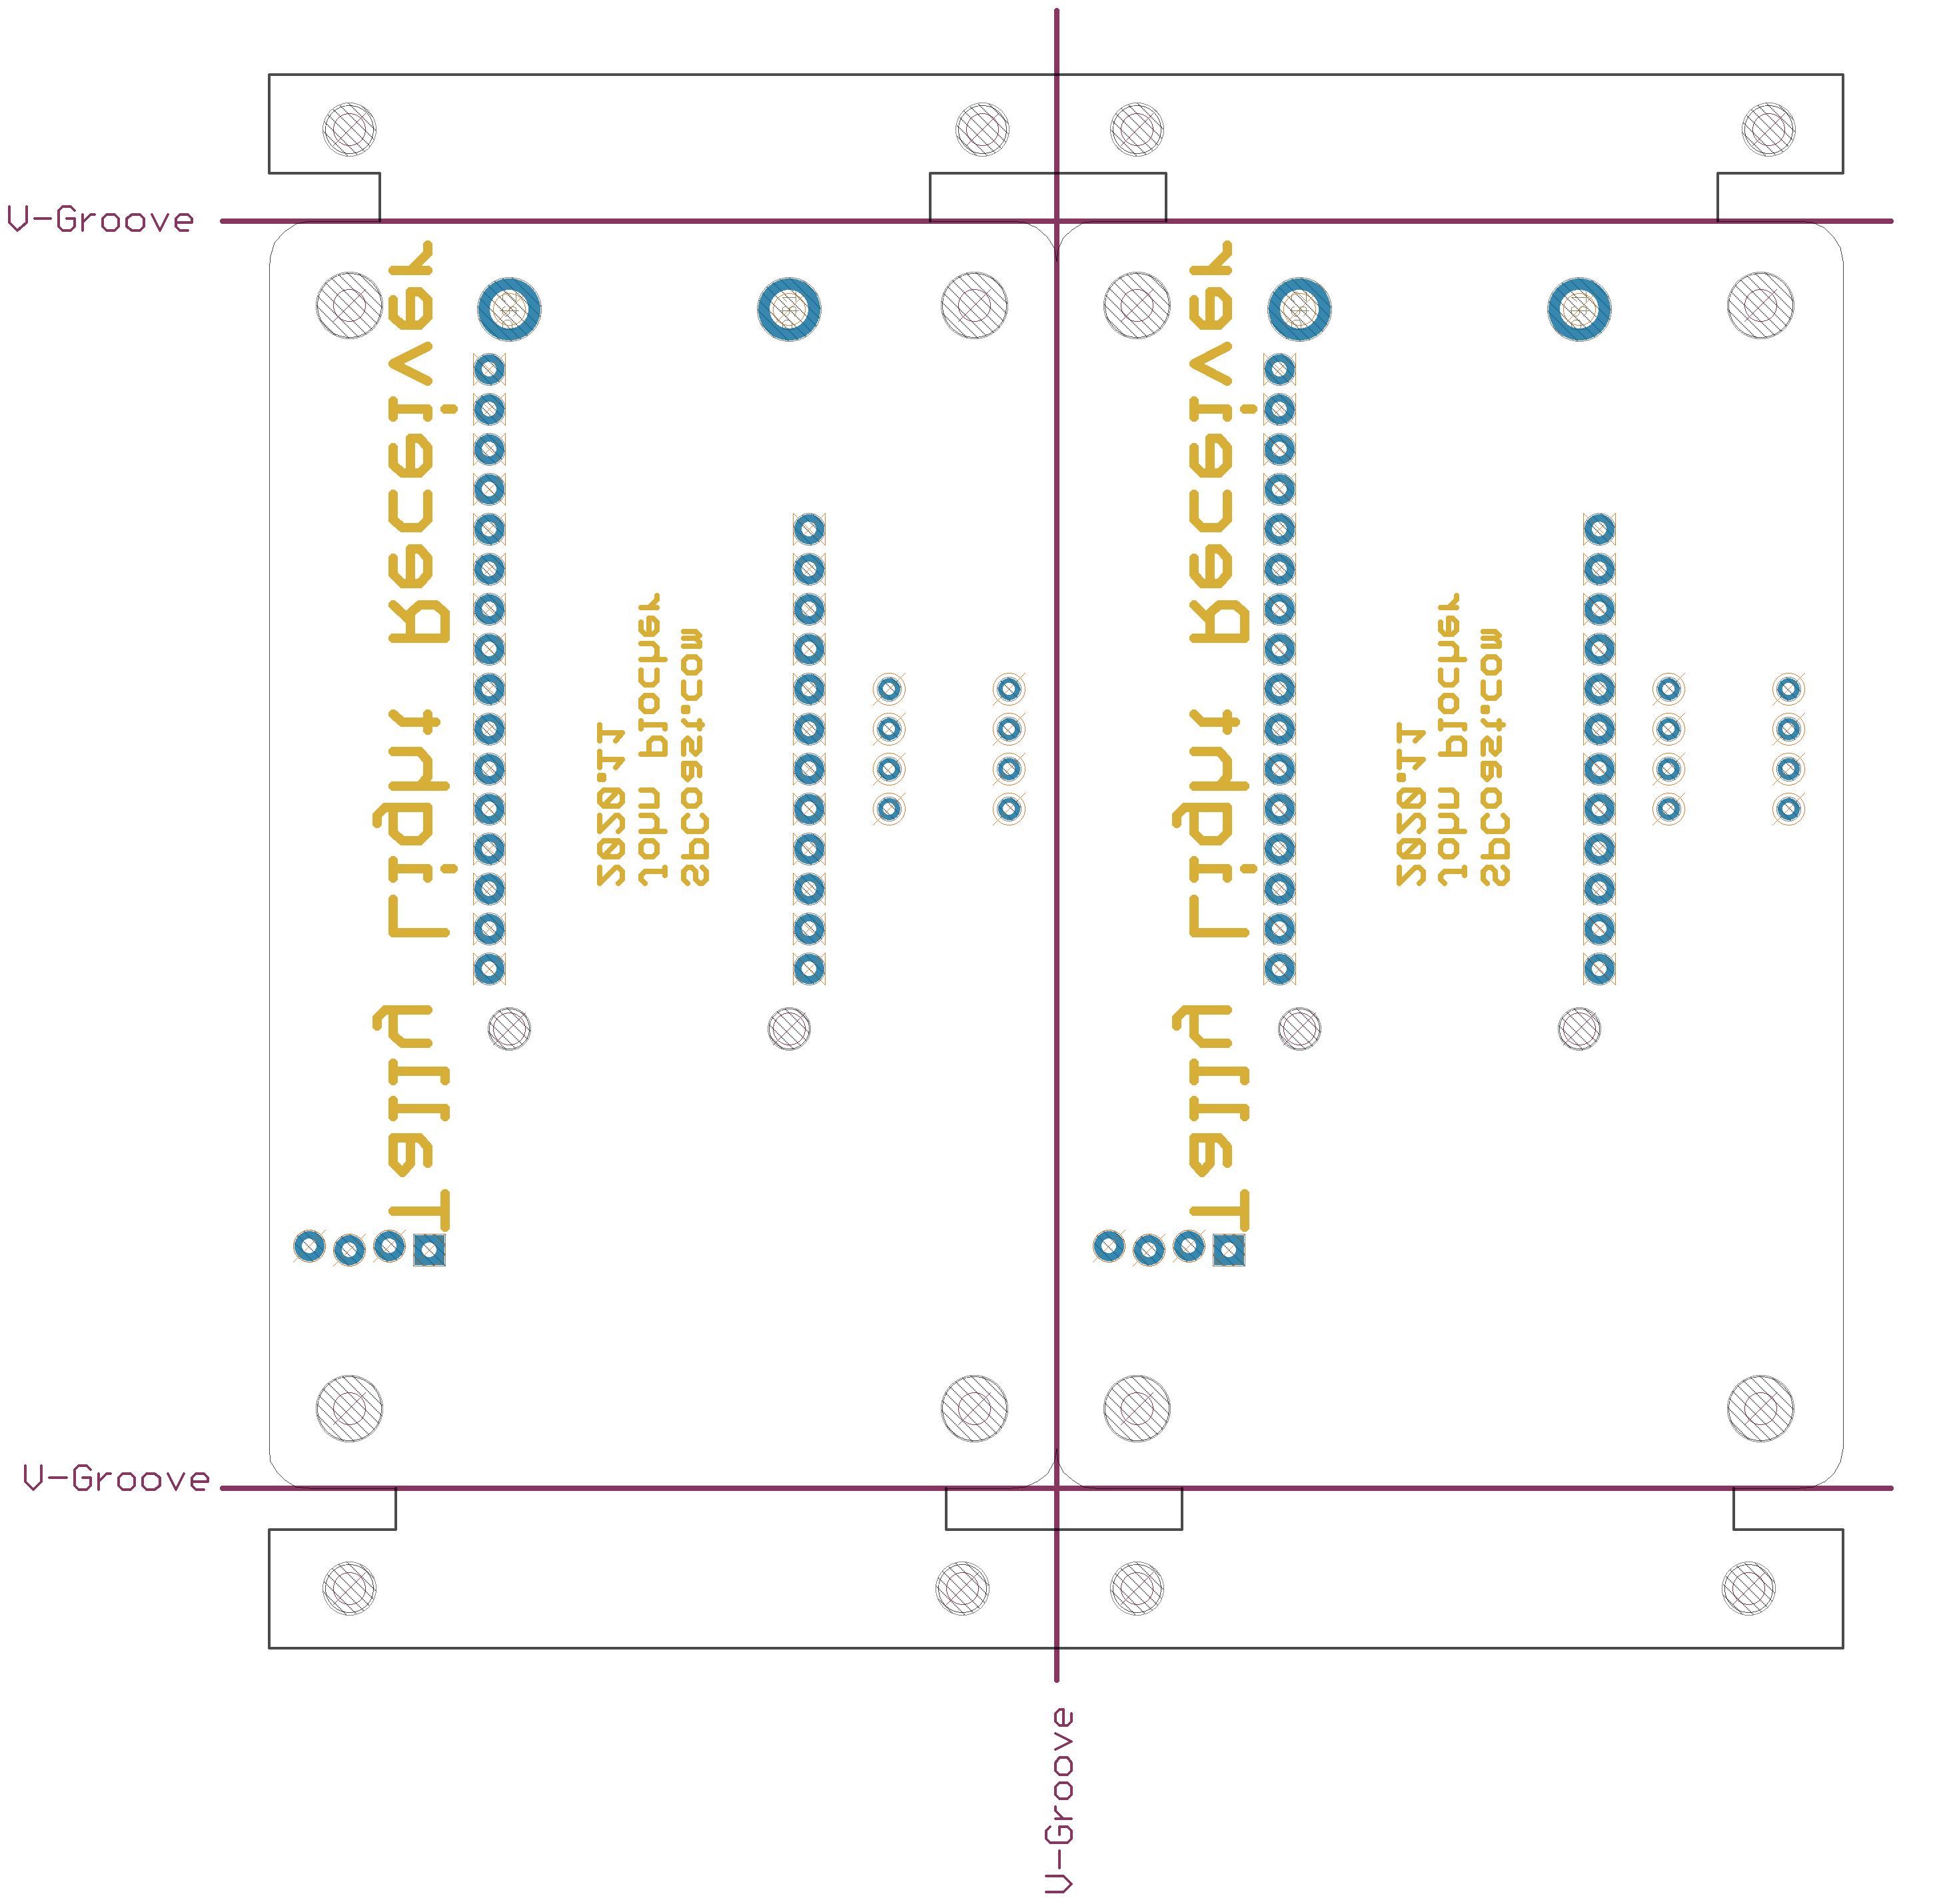 V-Groove
Tally Light Receiver
2020.11
john blocher
sbcoast.com
Tally Light Receiver
2020.11
john blocher
sbcoast.com
V-Groove
V-Groove